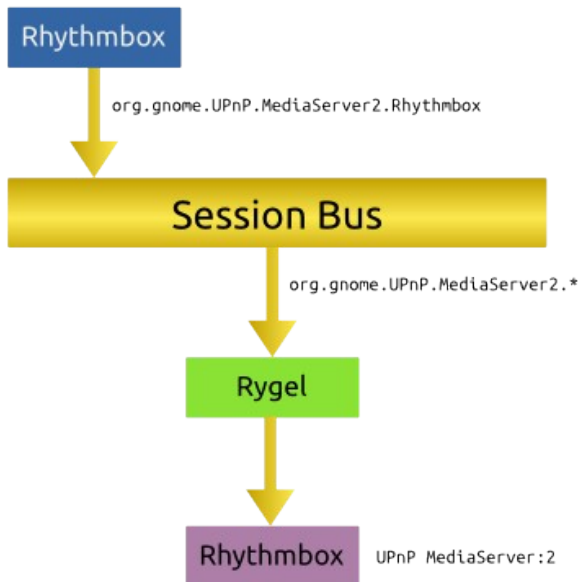 Rhythmbox
org.gnome.UPnP.MediaServer2.Rhythmbox
Session Bus
org.gnome.UPnP.MediaServer2.*
Rygel
Rhythmbox
UPnP MediaServer:2